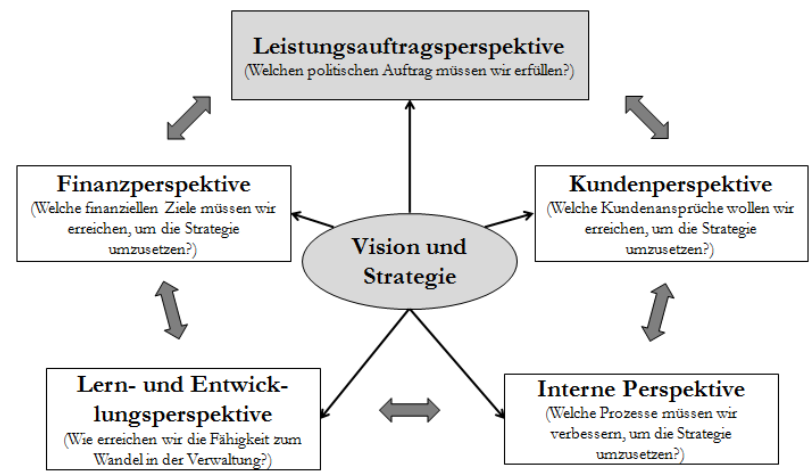 Leistungsauftragsperspektive
(Welchen politischen Auftrag müssen wir erfüllen?)
Finanzperspektive
(Welche finanziellen Ziele müssen wir
erreichen, um die Strategie
umzusetzen?)
Kundenperspektive
(Welche Kundenansprüche wollen wir
erreichen, um die Strategie
umzusetzen?)
Vision und
Strategie
Lern- und Entwick-
lungsperspektive
(Wie erreichen wir die Fähigkeit zum
Wandel in der Verwaltung?)
Interne Perspektive
(Welche Prozesse müssen wir
verbessern, um die Strategie
umzusetzen?)